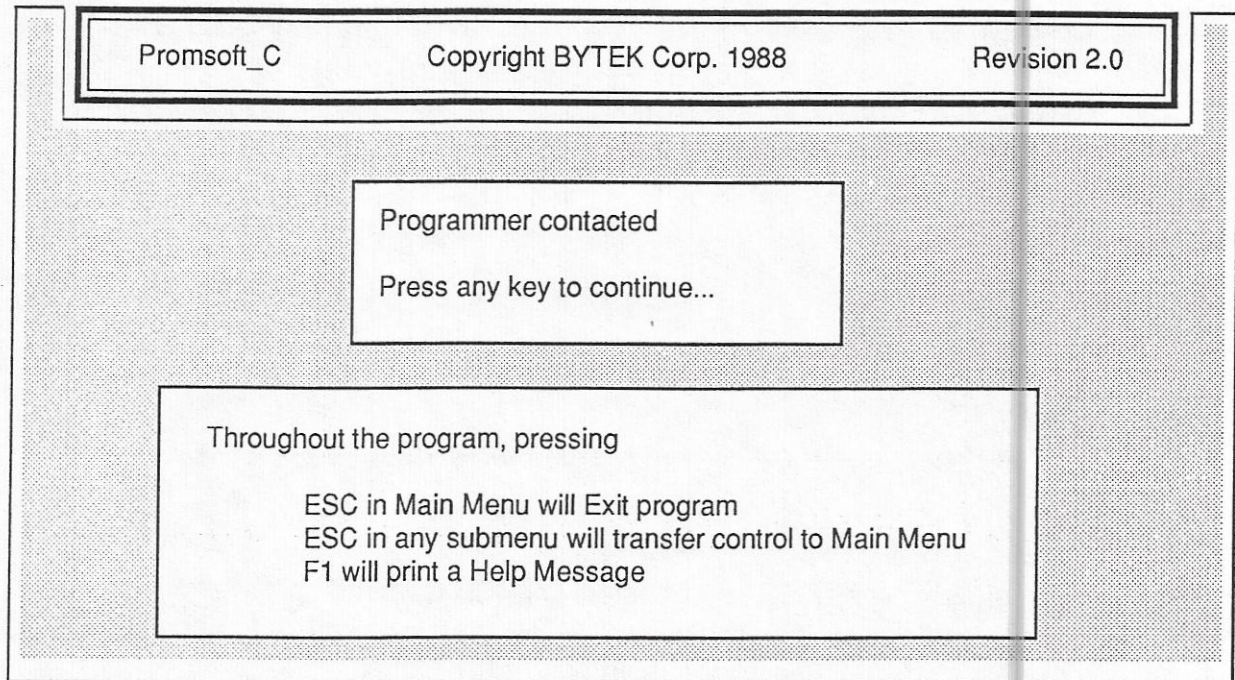 Promsoft_C Copyright BYTEK Corp. 1988 Revision 2.0
Programmer contacted
Press any key to continue...
Throughout the program, pressing
ESC in Main Menu will Exit program
ESC in any submenu will transfer control to Main Menu
F1 will print a Help Message